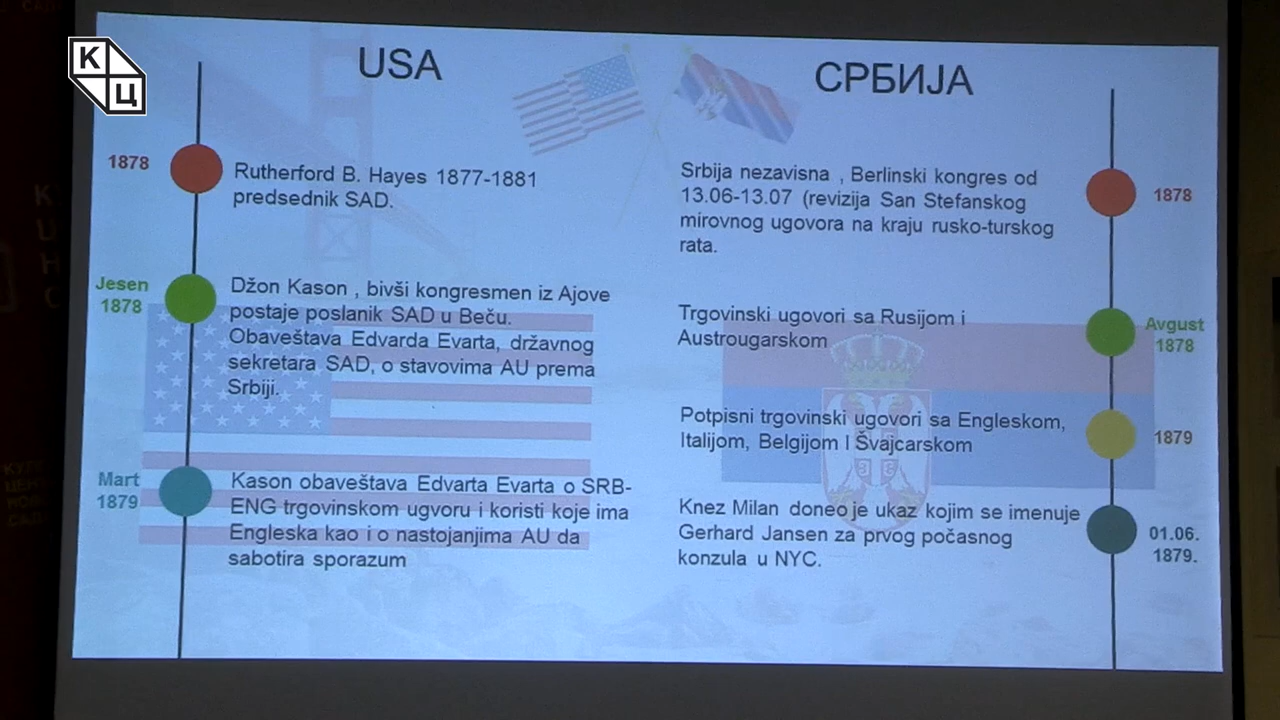 К
Ц
USA
СРБИЈА
1878
Rutherford B. Hayes 1877-1881
predsednik SAD.
Jesen
1878
Džon Kason , bivši kongresmen iz Ajove
postaje poslanik SAD u Beču.
Obaveštava Edvarda Evarta, državnog
sekretara SAD, o stavovima AU prema
Srbiji.
Mart
1879
Kason obaveštava Edvarta Evarta o SRB-
ENG trgovinskom ugvoru i koristi koje ima
Engleska kao i o nastojanjima AU da
sabotira sporazum
Srbija nezavisna , Berlinski kongres od
13.06-13.07 (revizija San Stefanskog
mirovnog ugovora na kraju rusko-turskog
rata.
1878
Trgovinski ugovori sa Rusijom i
Austrougarskom
Avgust
1878
Potpisni trgovinski ugovori sa Engleskom,
Italijom, Belgijom I Švajcarskom
1879
Knez Milan doneo je ukaz kojim se imenuje
Gerhard Jansen za prvog počasnog
konzula u NYC.
01.06.
1879.